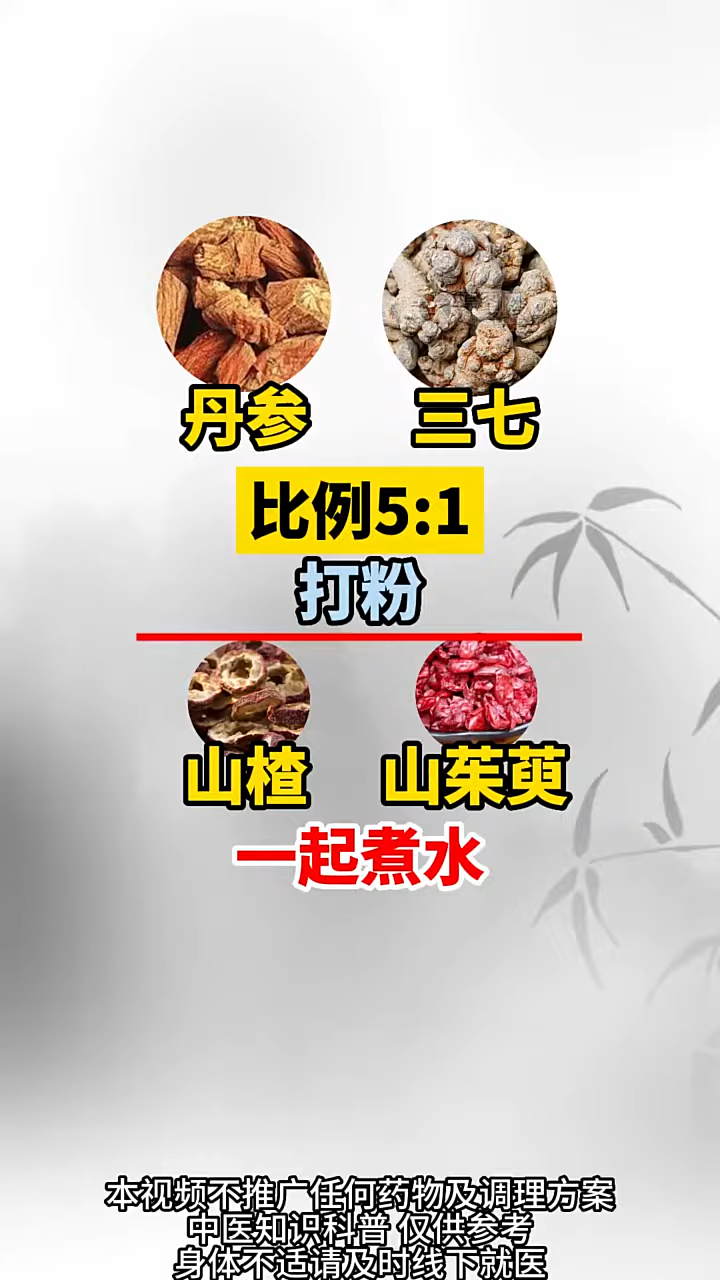 丹参 三七
比例5:1
打粉
山楂 山茱萸
一起煮水
本视频不推广任何药物及调理方案
中医知识科普 仅供参考
身体不适请及时线下就医